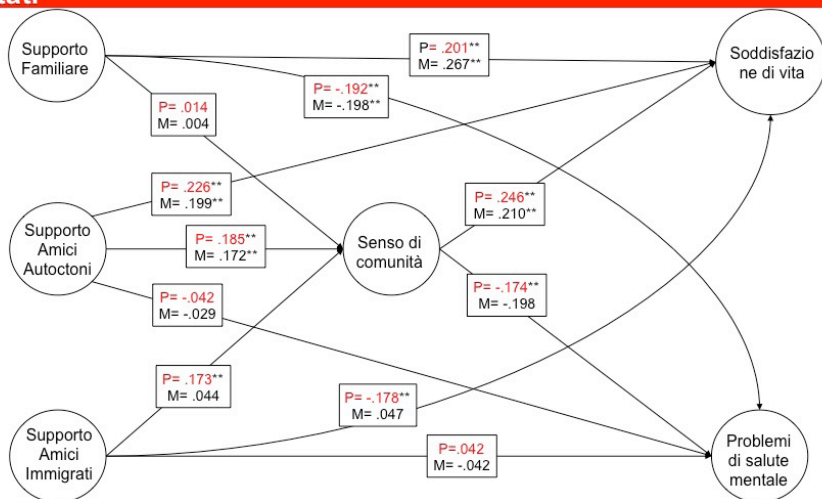 Supporto
Familiare
P= .201**
M= .267**
Soddisfazio
ne di vita
P= -.192**
M= -.198**
P= .014
M= .004
P= .226**
M= .199**
P= .246**
M= .210**
Supporto
Amici
Autoctoni
P= .185**
M= .172**
Senso di
comunità
P= -.042
M= -.029
P= -.174**
M= -.198
P= .173**
M= .044
P= -.178**
M= .047
Supporto
Amici
Immigrati
P=.042
M= -.042
Problemi
di salute
mentale